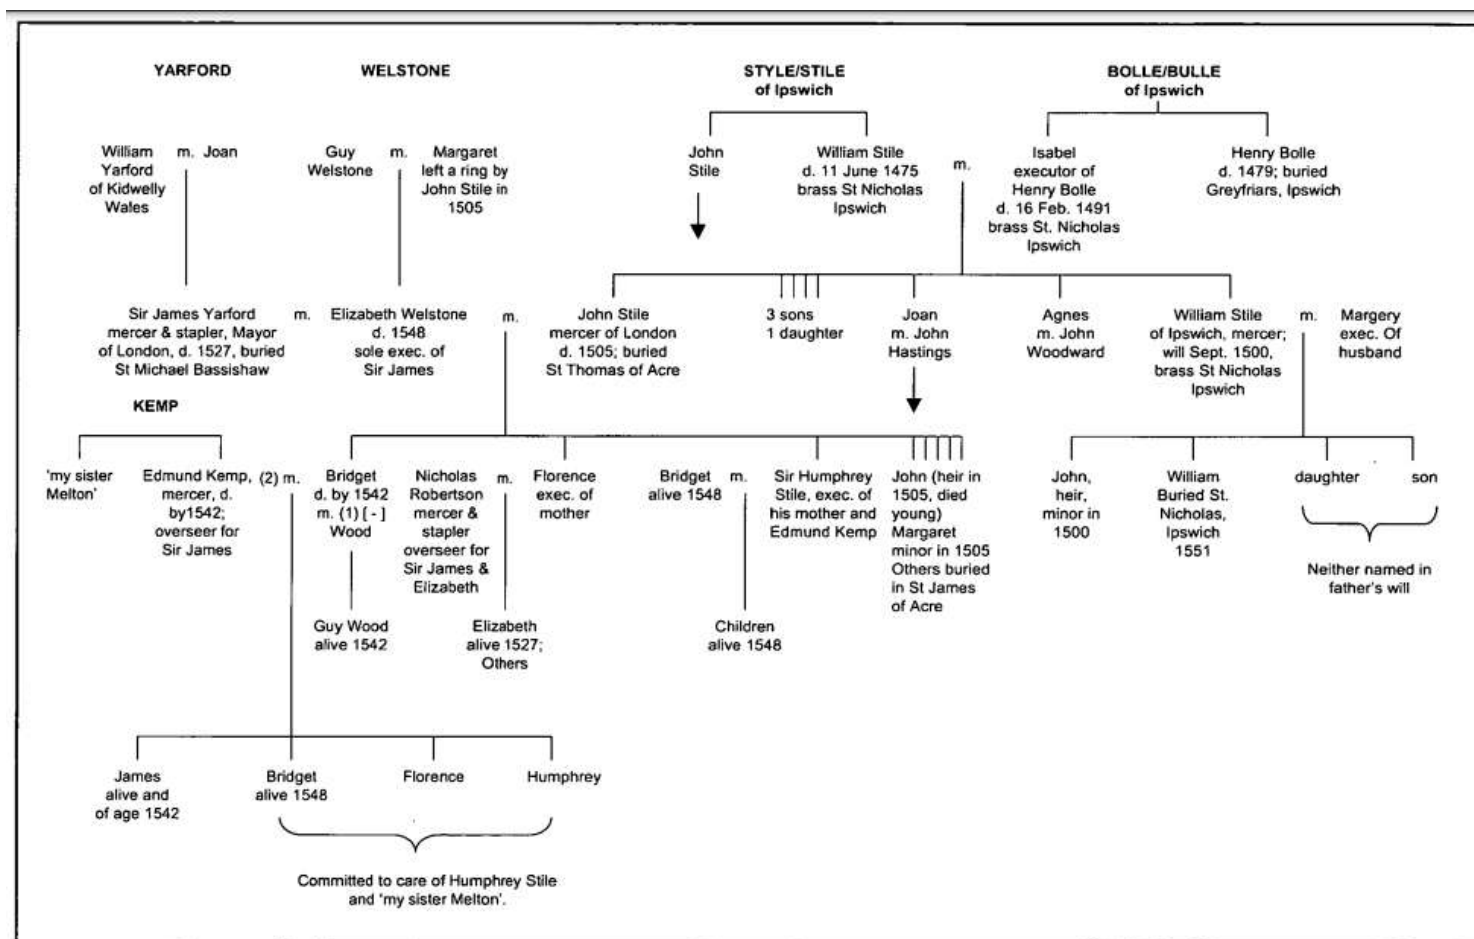 YARFORD
WELSTONE
STYLE/STILE
of Ipswich
BOLLE/BULLE
of Ipswich
William
Yarford
of Kidwelly
Wales
m. Joan
Guy
Welstone
m.
Margaret
left a ring by
John Stile in
1505
John
Stile
William Stile
d. 11 June 1475
brass St Nicholas
Ipswich
m.
Isabel
executor of
Henry Bolle
d. 16 Feb. 1491
brass St. Nicholas
Ipswich
Henry Bolle
d. 1479; buried
Greyfriars, Ipswich
Sir James Yarford
mercer & stapler, Mayor
of London, d. 1527, buried
St Michael Bassishaw
m.
Elizabeth Welstone
d. 1548
sole exec. of
Sir James
m.
John Stile
mercer of London
d. 1505; buried
St Thomas of Acre
3 sons
1 daughter
Joan
m. John
Hastings
Agnes
m. John
Woodward
William Stile
of Ipswich, mercer;
will Sept. 1500,
brass St Nicholas
Ipswich
m.
Margery
exec. Of
husband
KEMP
'my sister
Melton'
Edmund Kemp,
mercer, d.
by1542;
overseer for
Sir James
(2) m.
Bridget
d. by 1542
m. (1) [ - ]
Wood
Nicholas
Robertson
mercer &
stapler
overseer for
Sir James &
Elizabeth
m.
Florence
exec. of
mother
Bridget
alive 1548
m.
Sir Humphrey
Stile, exec. of
his mother and
Edmund Kemp
John (heir in
1505, died
young)
Margaret
minor in 1505
Others buried
in St James
of Acre
John,
heir,
minor in
1500
William
Buried St.
Nicholas,
Ipswich
1551
daughter
son
Neither named in
father's will
Guy Wood
alive 1542
Elizabeth
alive 1527;
Others
Children
alive 1548
James
alive and
of age 1542
Bridget
alive 1548
Florence
Humphrey
Committed to care of Humphrey Stile
and 'my sister Melton'.